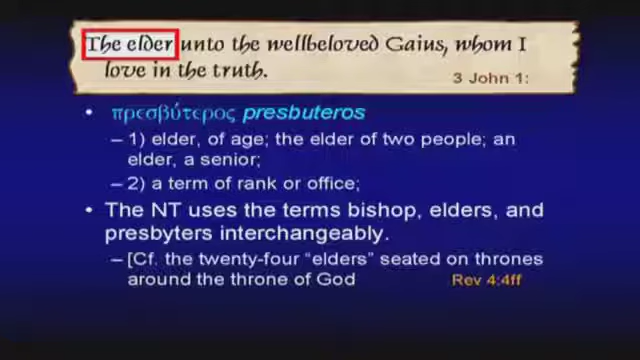 The elder unto the wellbeloved Gaius, whom I
love in the truth.
3 John 1:
• πρεσβύτερος presbuteros
– 1) elder, of age; the elder of two people; an
elder, a senior;
– 2) a term of rank or office;
• The NT uses the terms bishop, elders, and
presbyters interchangeably.
– [Cf. the twenty-four “elders” seated on thrones
around the throne of God
Rev 4:4ff